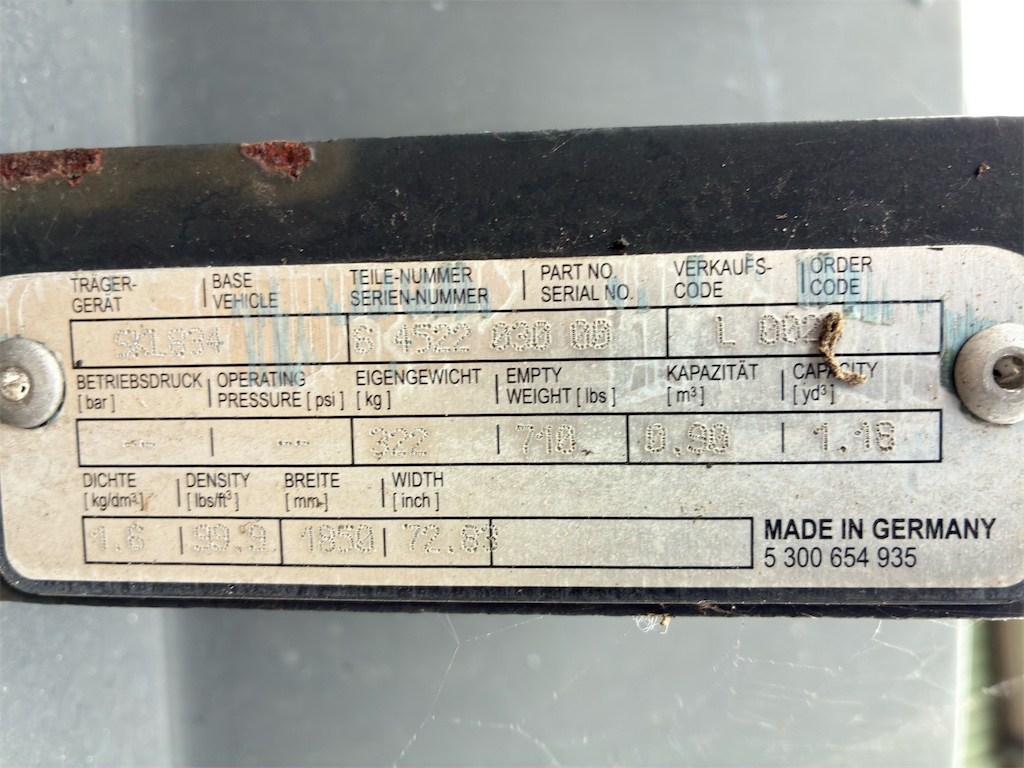 TRÄGER- BASE TEILE-NUMMER PART NO. VERKAUFS- ORDER
GERÄT VEHICLE SERIEN-NUMMER SERIAL NO. CODE CODE
SKL834 6 4522 030 00 L
BETRIEBSDRUCK OPERATING EIGENGEWICHT EMPTY KAPAZITÄT CAPACITY
[ bar ] PRESSURE [ psi ] [ kg ] WEIGHT [ lbs ] [ m³ ] [ yd³ ]
-- -- 322 710 0.90 1.18
DICHTE DENSITY BREITE WIDTH
[ kg/dm³ ] [ lbs/ft³ ] [ mm ] [ inch ]
1.6 99.9 1850 72.83
MADE IN GERMANY
5 300 654 935